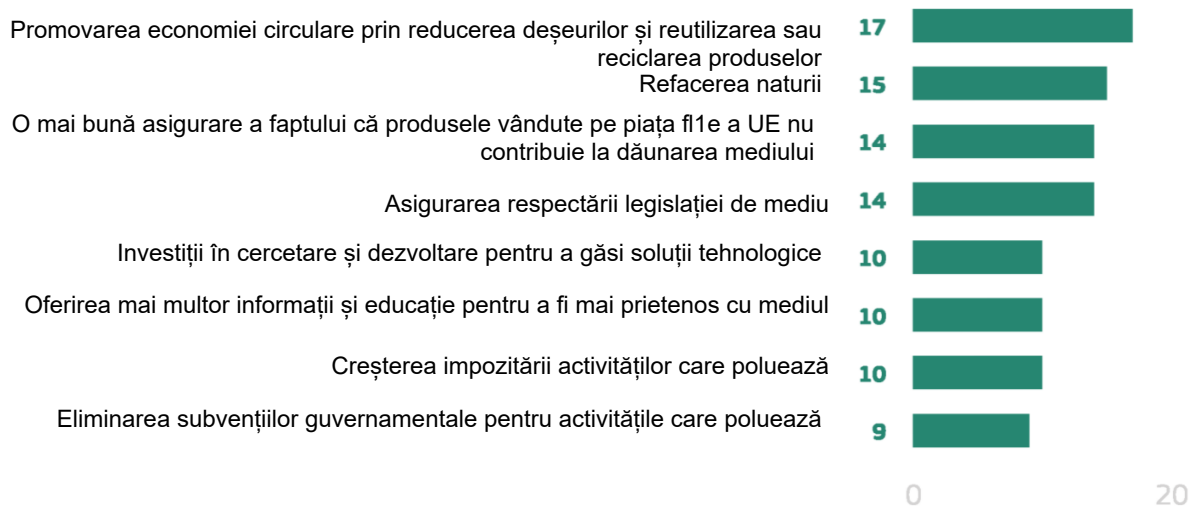 Promovarea economiei circulare prin reducerea deșeurilor și reutilizarea sau 17
reciclarea produselor
Refacerea naturii 15
O mai bună asigurare a faptului că produsele vândute pe piața fl1e a UE nu 14
contribuie la dăunarea mediului
Asigurarea respectării legislației de mediu 14
Investiții în cercetare și dezvoltare pentru a găsi soluții tehnologice 10
Oferirea mai multor informații și educație pentru a fi mai prietenos cu mediul 10
Creșterea impozitării activităților care poluează 10
Eliminarea subvențiilor guvernamentale pentru activitățile care poluează 9
0 20